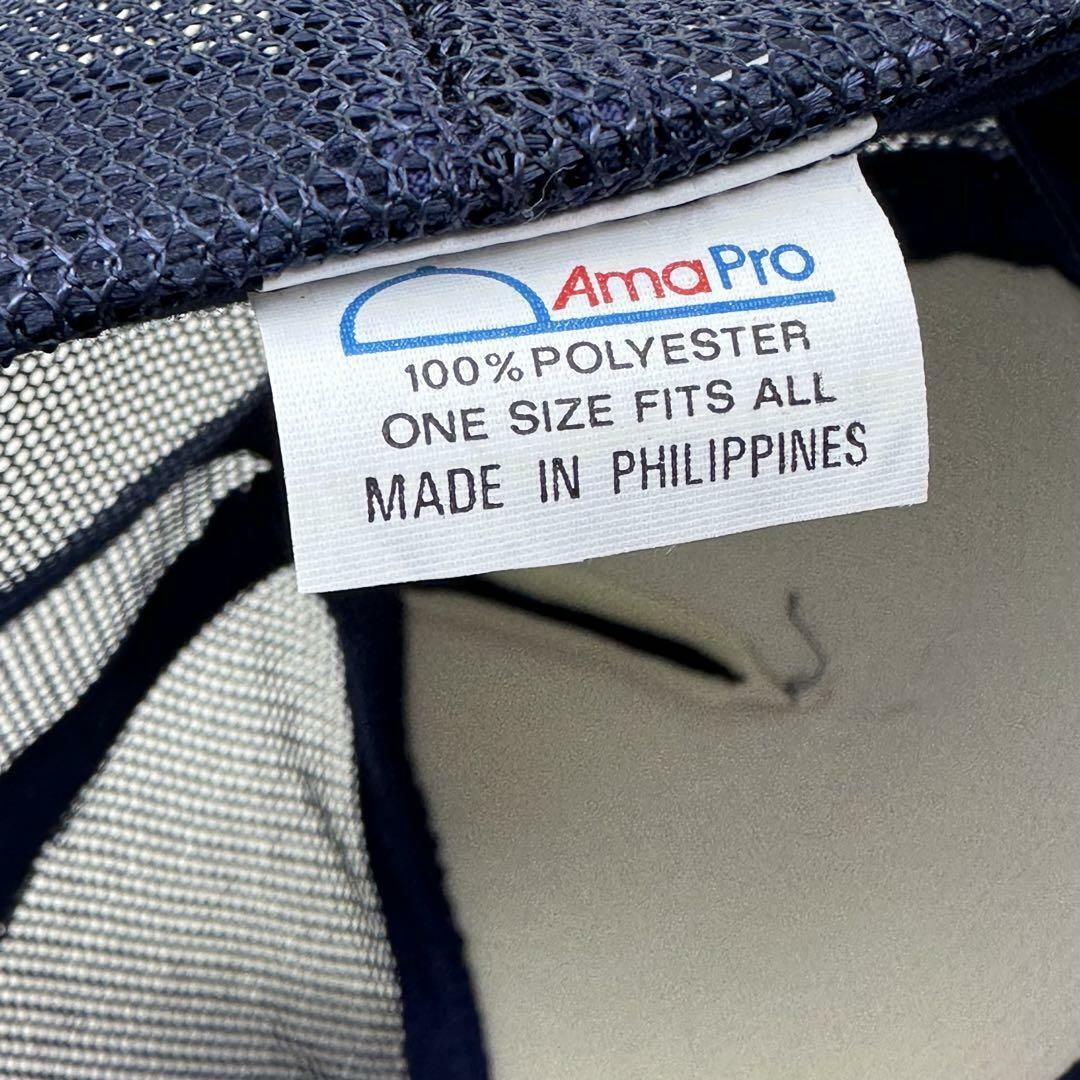 AmaPro
100% POLYESTER
ONE SIZE FITS ALL
MADE IN PHILIPPINES